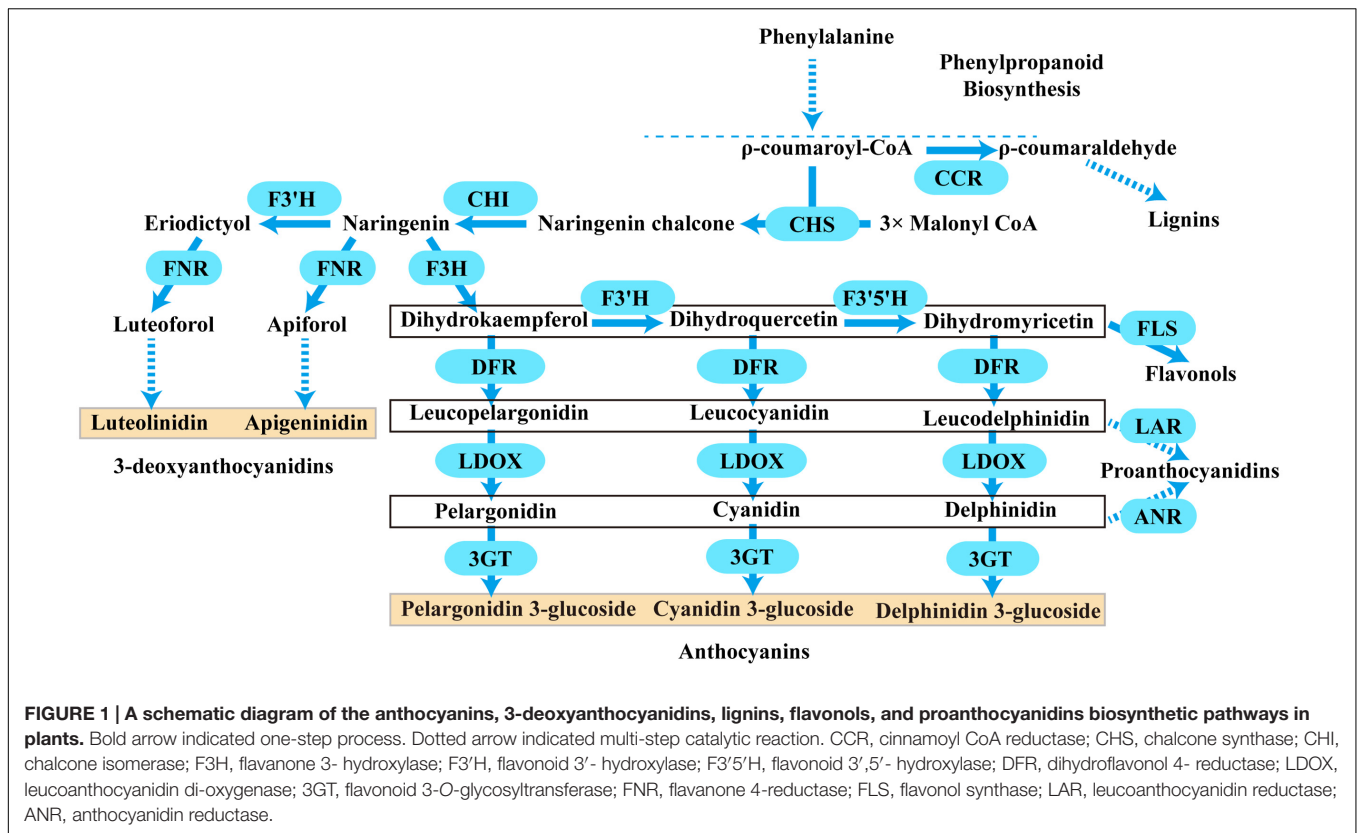 Phenylalanine
Phenylpropanoid
Biosynthesis
ρ-coumaroyl-CoA
ρ-coumaraldehyde
CCR
Lignins
F3'H
CHI
Eriodictyol
Naringenin
Naringenin chalcone
CHS
3× Malonyl CoA
FNR
FNR
F3H
Luteoforol
Apiforol
Dihydrokaempferol
F3'H
Dihydroquercetin
F3'5'H
Dihydromyricetin
FLS
Flavonols
DFR
DFR
DFR
Luteolinidin
Apigeninidin
3-deoxyanthocyanidins
Leucopelargonidin
Leucocyanidin
Leucodelphinidin
LAR
LDOX
LDOX
LDOX
Proanthocyanidins
Pelargonidin
Cyanidin
Delphinidin
ANR
3GT
3GT
3GT
Pelargonidin 3-glucoside
Cyanidin 3-glucoside
Delphinidin 3-glucoside
Anthocyanins
FIGURE 1 | A schematic diagram of the anthocyanins, 3-deoxyanthocyanidins, lignins, flavonols, and proanthocyanidins biosynthetic pathways in
plants. Bold arrow indicated one-step process. Dotted arrow indicated multi-step catalytic reaction. CCR, cinnamoyl CoA reductase; CHS, chalcone synthase; CHI,
chalcone isomerase; F3H, flavanone 3- hydroxylase; F3′H, flavonoid 3′- hydroxylase; F3′5′H, flavonoid 3′,5′- hydroxylase; DFR, dihydroflavonol 4- reductase; LDOX,
leucoanthocyanidin di-oxygenase; 3GT, flavonoid 3-O-glycosyltransferase; FNR, flavanone 4-reductase; FLS, flavonol synthase; LAR, leucoanthocyanidin reductase;
ANR, anthocyanidin reductase.